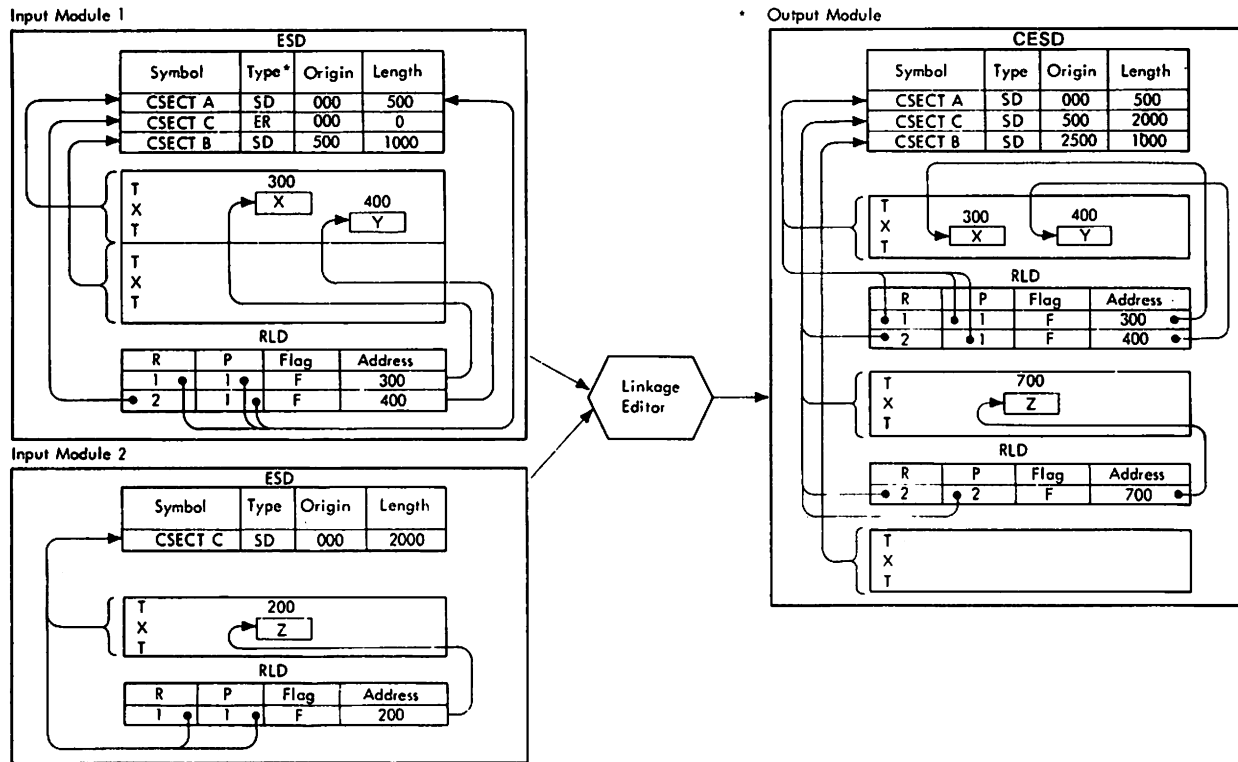 Input Module 1
ESD
Symbol Type* Origin Length
CSECT A SD 000 500
CSECT C ER 000 0
CSECT B SD 500 1000
T
X
T
300
X
400
Y
T
X
T
RLD
R P Flag Address
1 1 F 300
2 1 F 400
Input Module 2
ESD
Symbol Type Origin Length
CSECT C SD 000 2000
T
X
T
200
Z
RLD
R P Flag Address
1 1 F 200
Linkage
Editor
* Output Module
CESD
Symbol Type Origin Length
CSECT A SD 000 500
CSECT C SD 500 2000
CSECT B SD 2500 1000
T
X
T
300
X
400
Y
RLD
R P Flag Address
1 1 F 300
2 1 F 400
T
X
T
700
Z
RLD
R P Flag Address
2 2 F 700
T
X
T